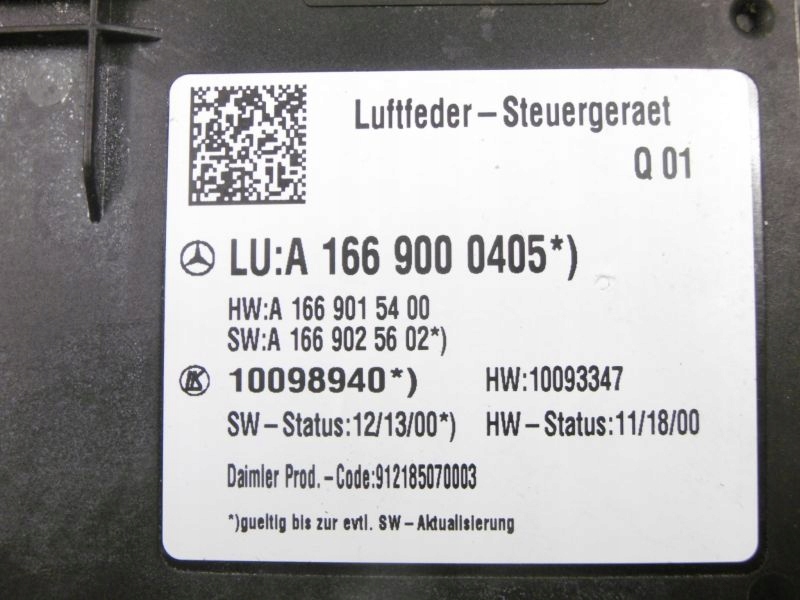 Luftfeder-Steuergeraet
Q 01
LU:A 166 900 0405*)
HW:A 166 901 54 00
SW:A 166 902 56 02*)
10098940*) HW:10093347
SW-Status:12/13/00*) HW-Status:11/18/00
Daimler Prod.-Code:912185070003
*)gueltig bis zur evtl. SW-Aktualisierung